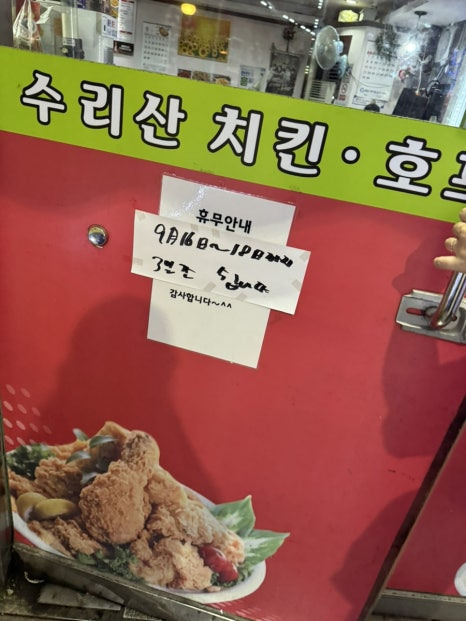 수리산 치킨·호프
휴무안내
9月16日~18日까지
3일간 쉽니다
감사합니다~^^